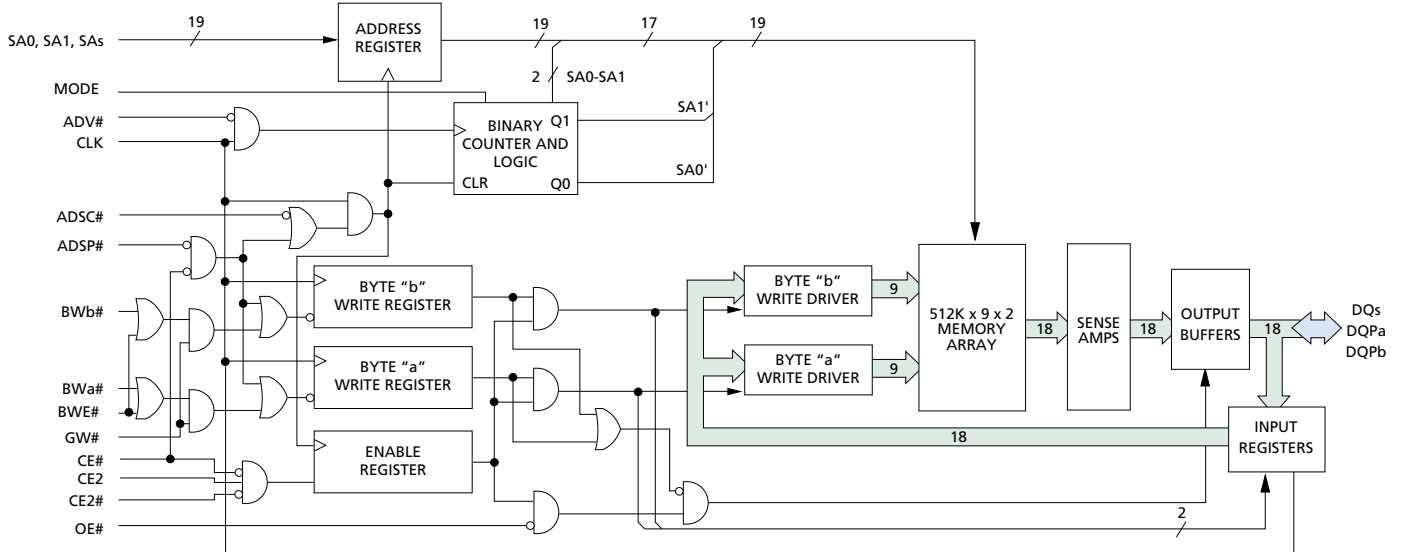 19
19
17
19
SA0, SA1, SAs
ADDRESS
REGISTER
2
SA0-SA1
MODE
ADV#
CLK
BINARY
COUNTER AND
LOGIC
Q1
SA1'
CLR
Q0
SA0'
ADSC#
ADSP#
BYTE “b”
WRITE REGISTER
BYTE “b”
WRITE DRIVER
9
512K x 9 x 2
MEMORY
ARRAY
18
SENSE
AMPS
18
OUTPUT
BUFFERS
18
DQs
DQPa
DQPb
BWb#
BYTE “a”
WRITE REGISTER
BYTE “a”
WRITE DRIVER
9
BWa#
BWE#
GW#
CE#
CE2
CE2#
ENABLE
REGISTER
18
INPUT
REGISTERS
OE#
2